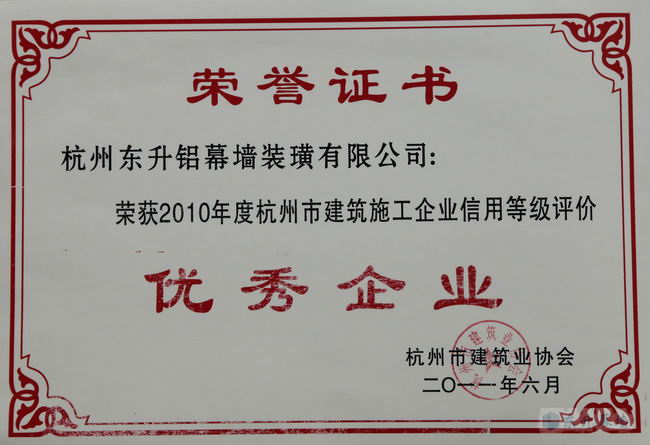 荣誉证书
杭州东升铝幕墙装璜有限公司:
荣获2010年度杭州市建筑施工企业信用等级评价
优秀企业
杭州市建筑业协会
二〇一一年六月